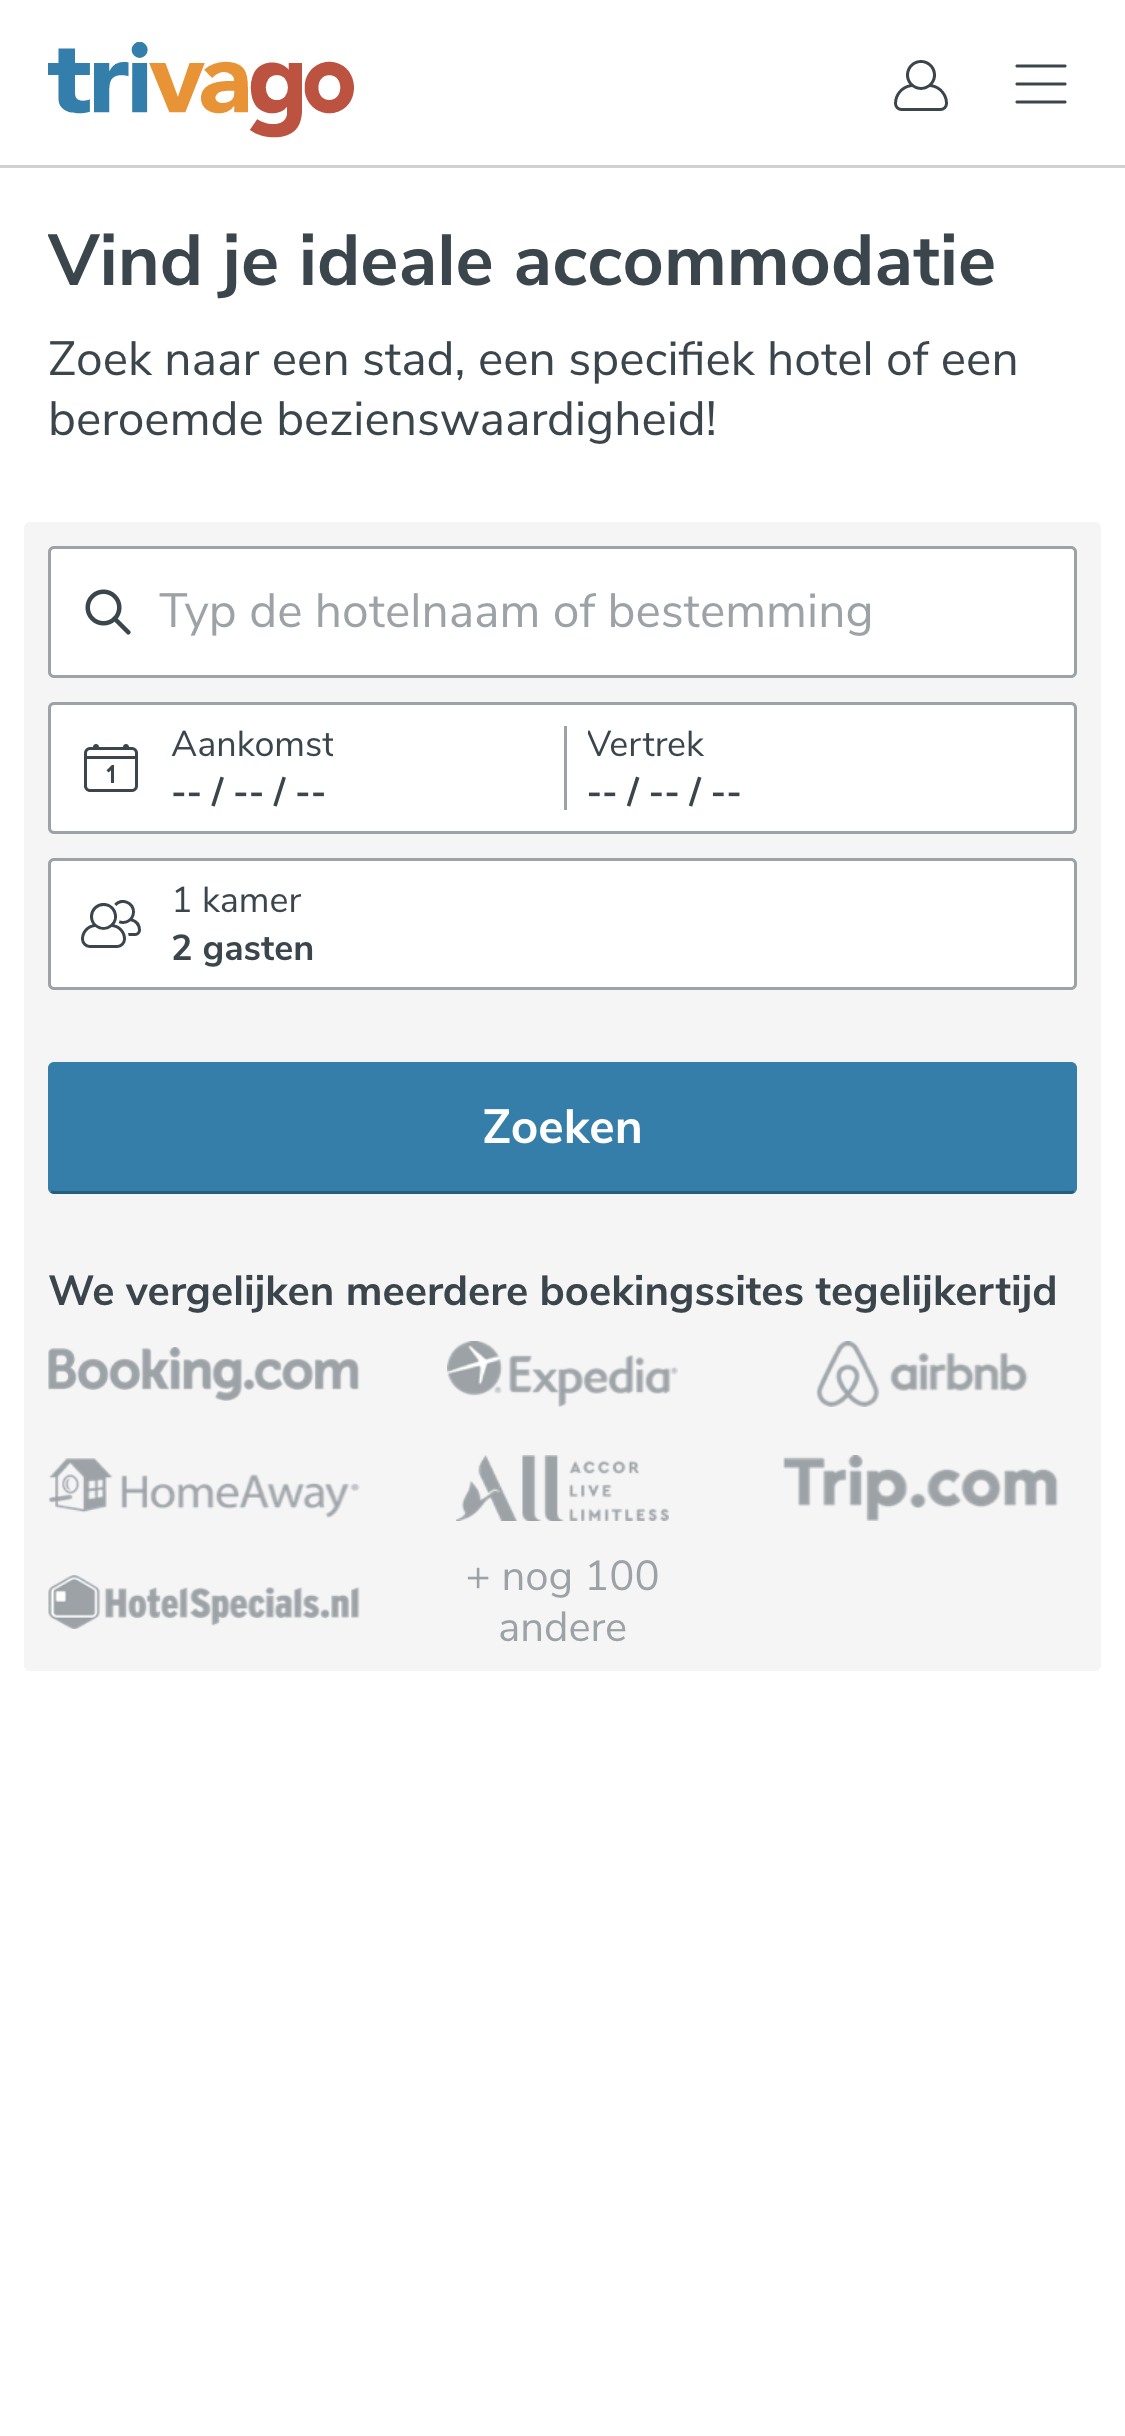 trivago
Vind je ideale accommodatie
Zoek naar een stad, een specifiek hotel of een
beroemde bezienswaardigheid!
Typ de hotelnaam of bestemming
Aankomst
-- / -- / --
Vertrek
-- / -- / --
1
1 kamer
2 gasten
Zoeken
We vergelijken meerdere boekingssites tegelijkertijd
Booking.com
Expedia
airbnb
HomeAway
All ACCOR
LIVE
LIMITLESS
Trip.com
HotelSpecials.nl
+ nog 100
andere